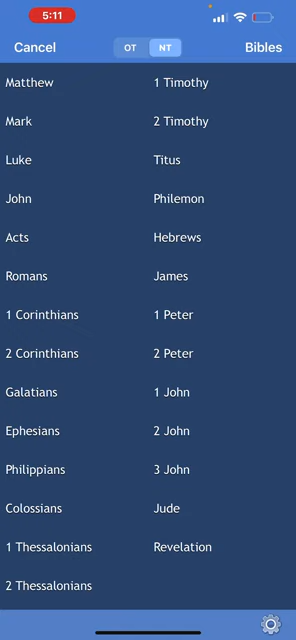 5:11
Cancel
OT
NT
Bibles
Matthew
Mark
Luke
John
Acts
Romans
1 Corinthians
2 Corinthians
Galatians
Ephesians
Philippians
Colossians
1 Thessalonians
2 Thessalonians
1 Timothy
2 Timothy
Titus
Philemon
Hebrews
James
1 Peter
2 Peter
1 John
2 John
3 John
Jude
Revelation